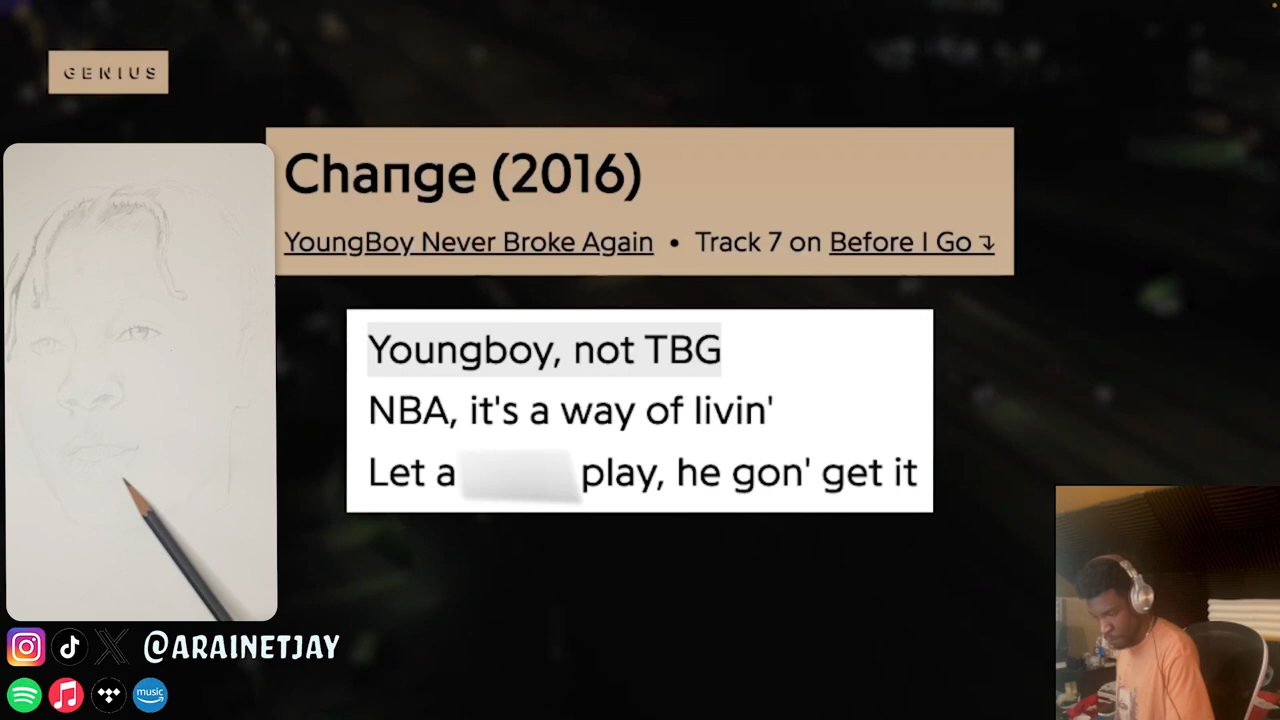 GENIUS
Change (2016)
YoungBoy Never Broke Again • Track 7 on Before I Go ↴
Youngboy, not TBG
NBA, it's a way of livin'
Let a play, he gon' get it
@ARAINETJAY
music